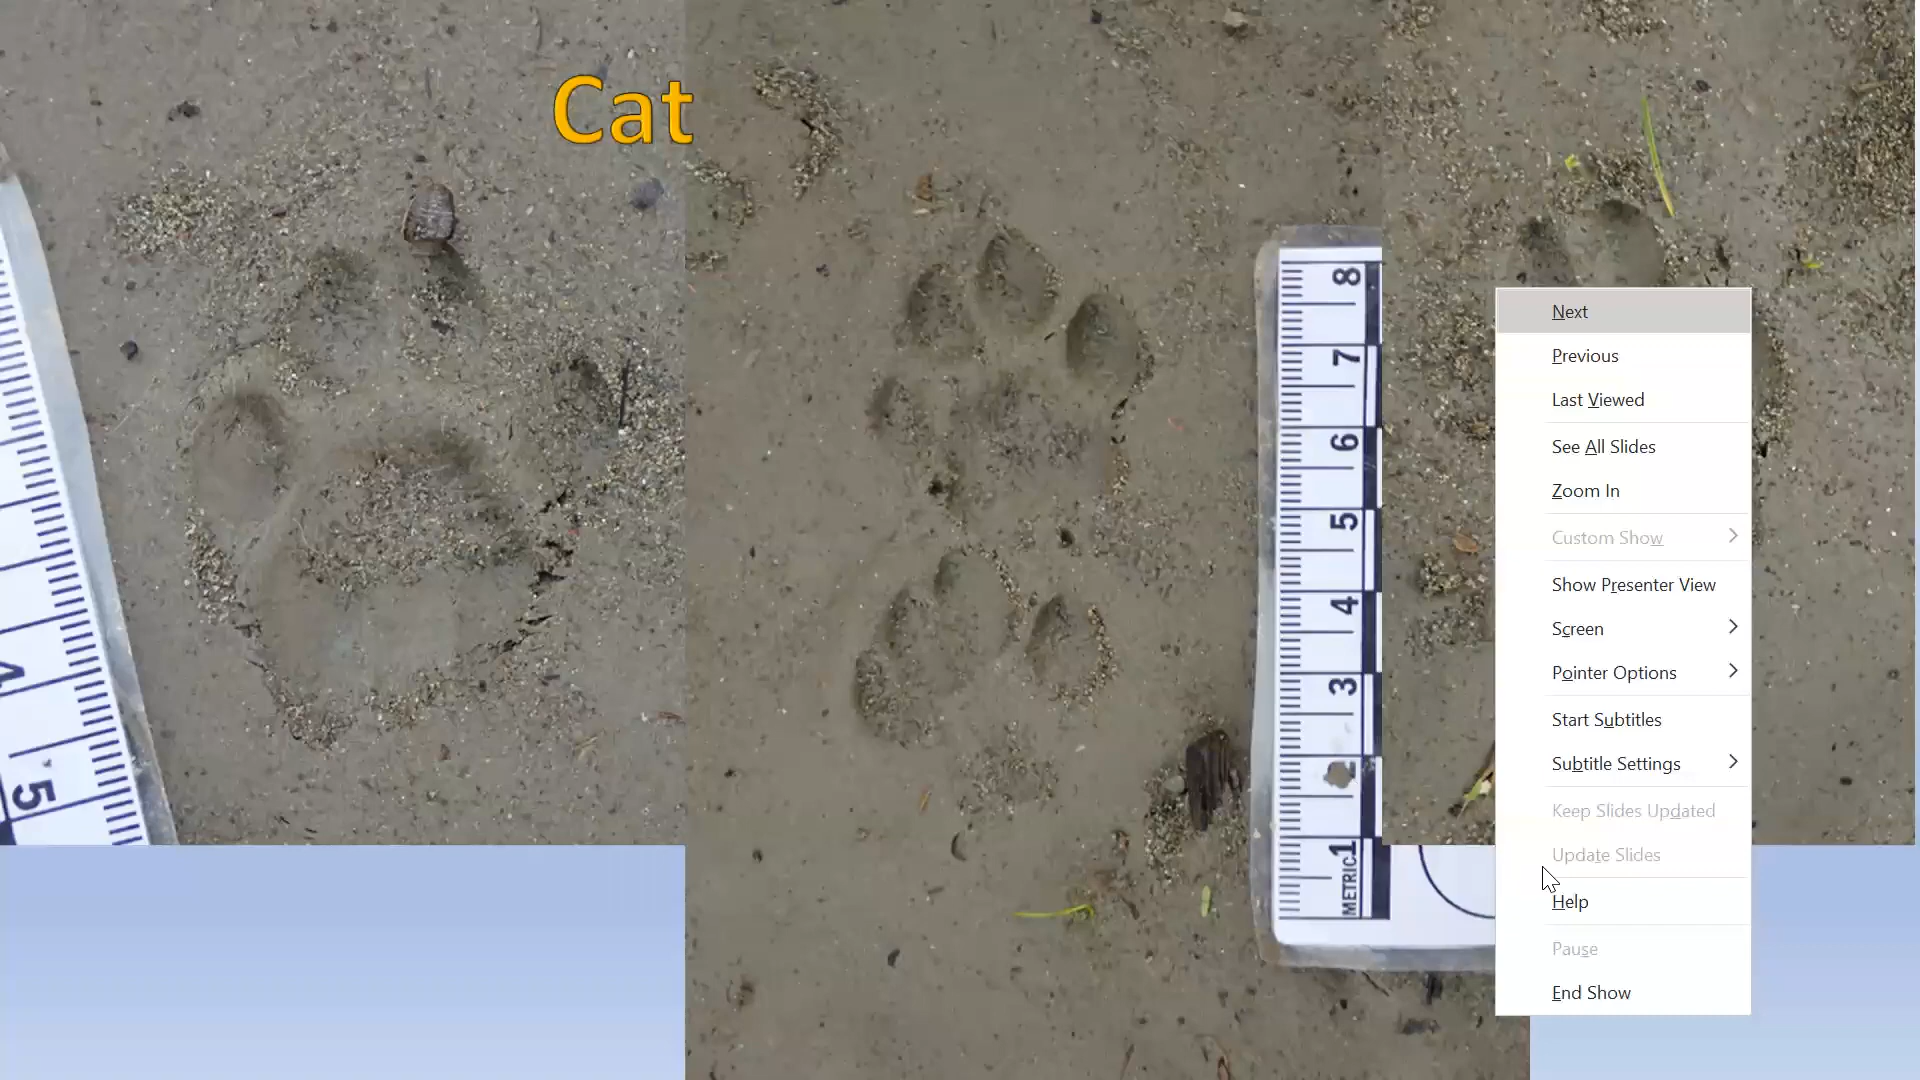 Cat
8
7
6
5
4
3
2
METRIC 1
4
5
Next
Previous
Last Viewed
See All Slides
Zoom In
Custom Show
Show Presenter View
Screen
Pointer Options
Start Subtitles
Subtitle Settings
Keep Slides Updated
Update Slides
Help
Pause
End Show